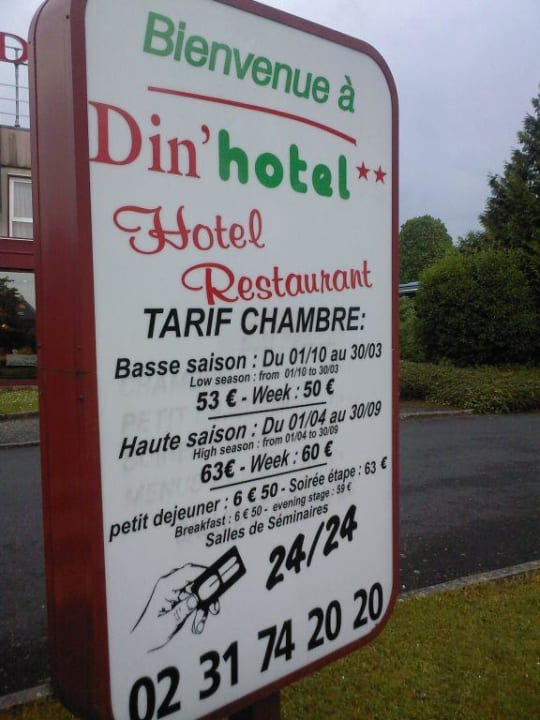 D
Bienvenue à
Din'hotel**
Hotel
Restaurant
TARIF CHAMBRE:
Basse saison : Du 01/10 au 30/03
Low season : from 01/10 to 30/03
53 € - Week : 50 €
Haute saison : Du 01/04 au 30/09
High season : from 01/04 to 30/09
63€ - Week : 60 €
petit dejeuner : 6 € 50 - Soirée étape : 63 €
Breakfast : 6 € 50 - evening stage : 59 €
Salles de Séminaires
24/24
02 31 74 20 20